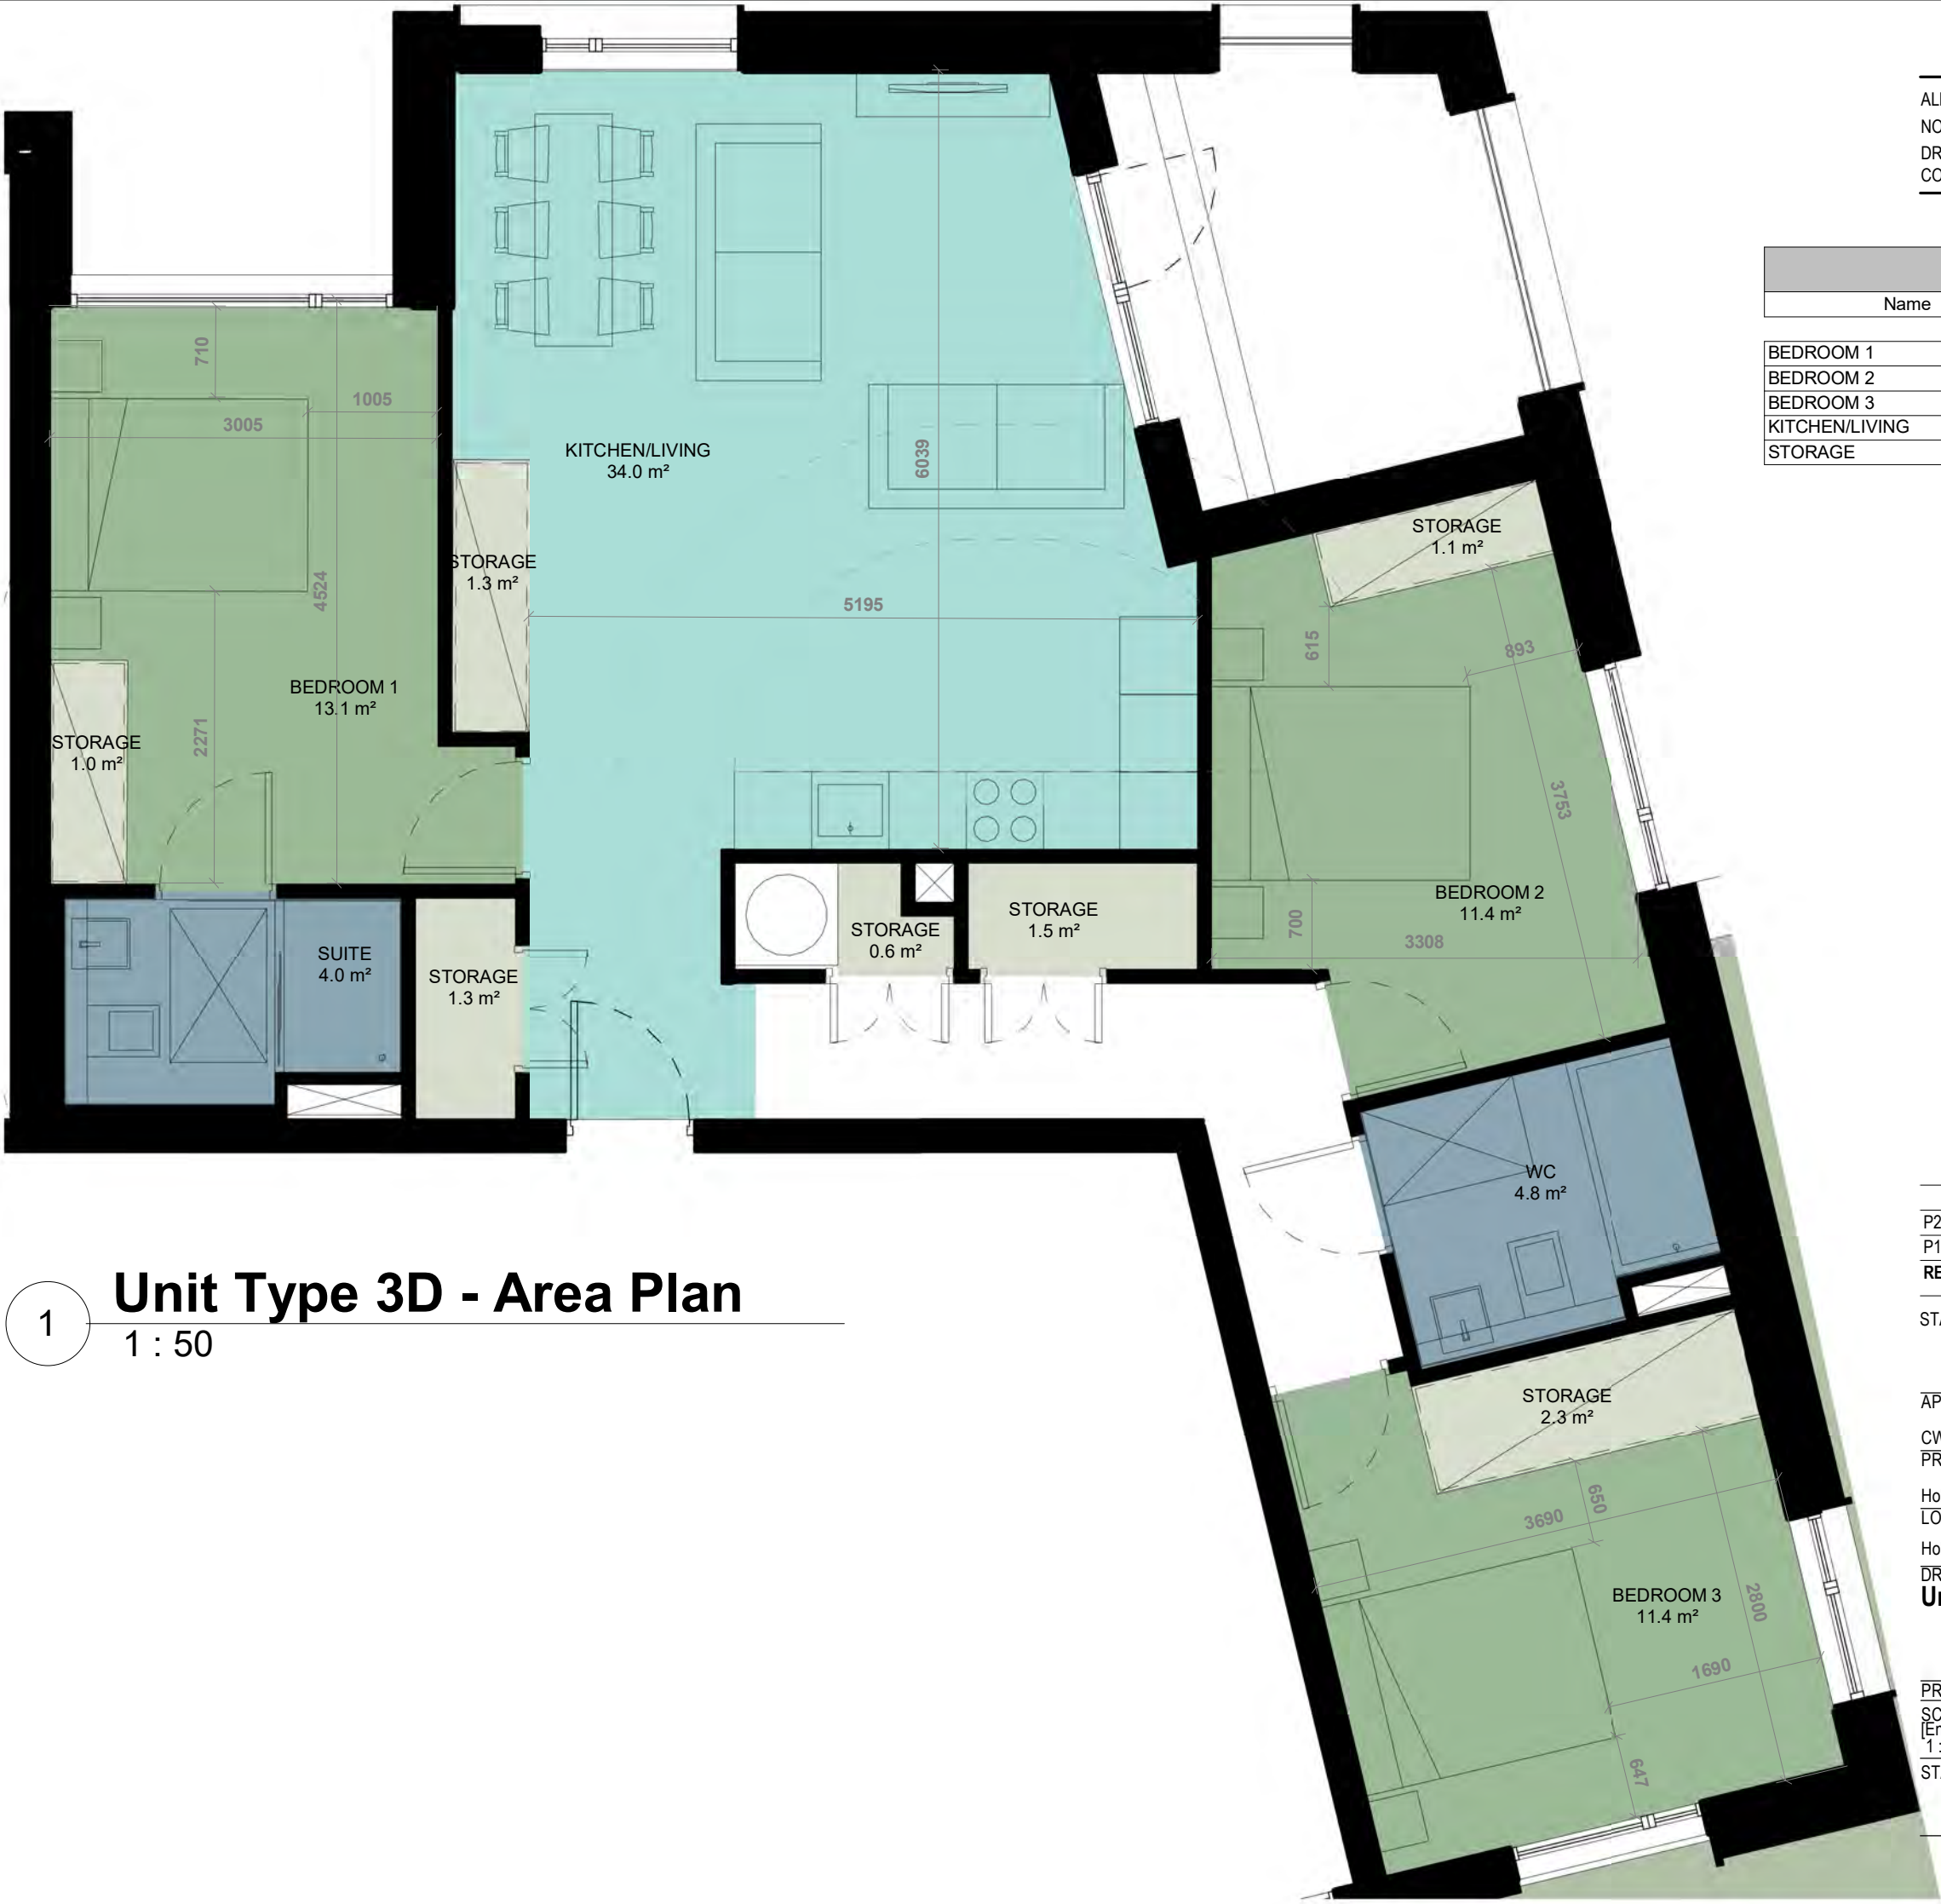 710
1005
3005
4524
2271
BEDROOM 1
13.1 m²
STORAGE
1.0 m²
KITCHEN/LIVING
34.0 m²
6039
STORAGE
1.3 m²
5195
STORAGE
1.1 m²
615
893
3753
BEDROOM 2
11.4 m²
700
3308
SUITE
4.0 m²
STORAGE
1.3 m²
STORAGE
0.6 m²
STORAGE
1.5 m²
WC
4.8 m²
STORAGE
2.3 m²
650
3690
BEDROOM 3
11.4 m²
2800
1690
647
1
Unit Type 3D - Area Plan
1 : 50
Name
BEDROOM 1
BEDROOM 2
BEDROOM 3
KITCHEN/LIVING
STORAGE
P2
P1